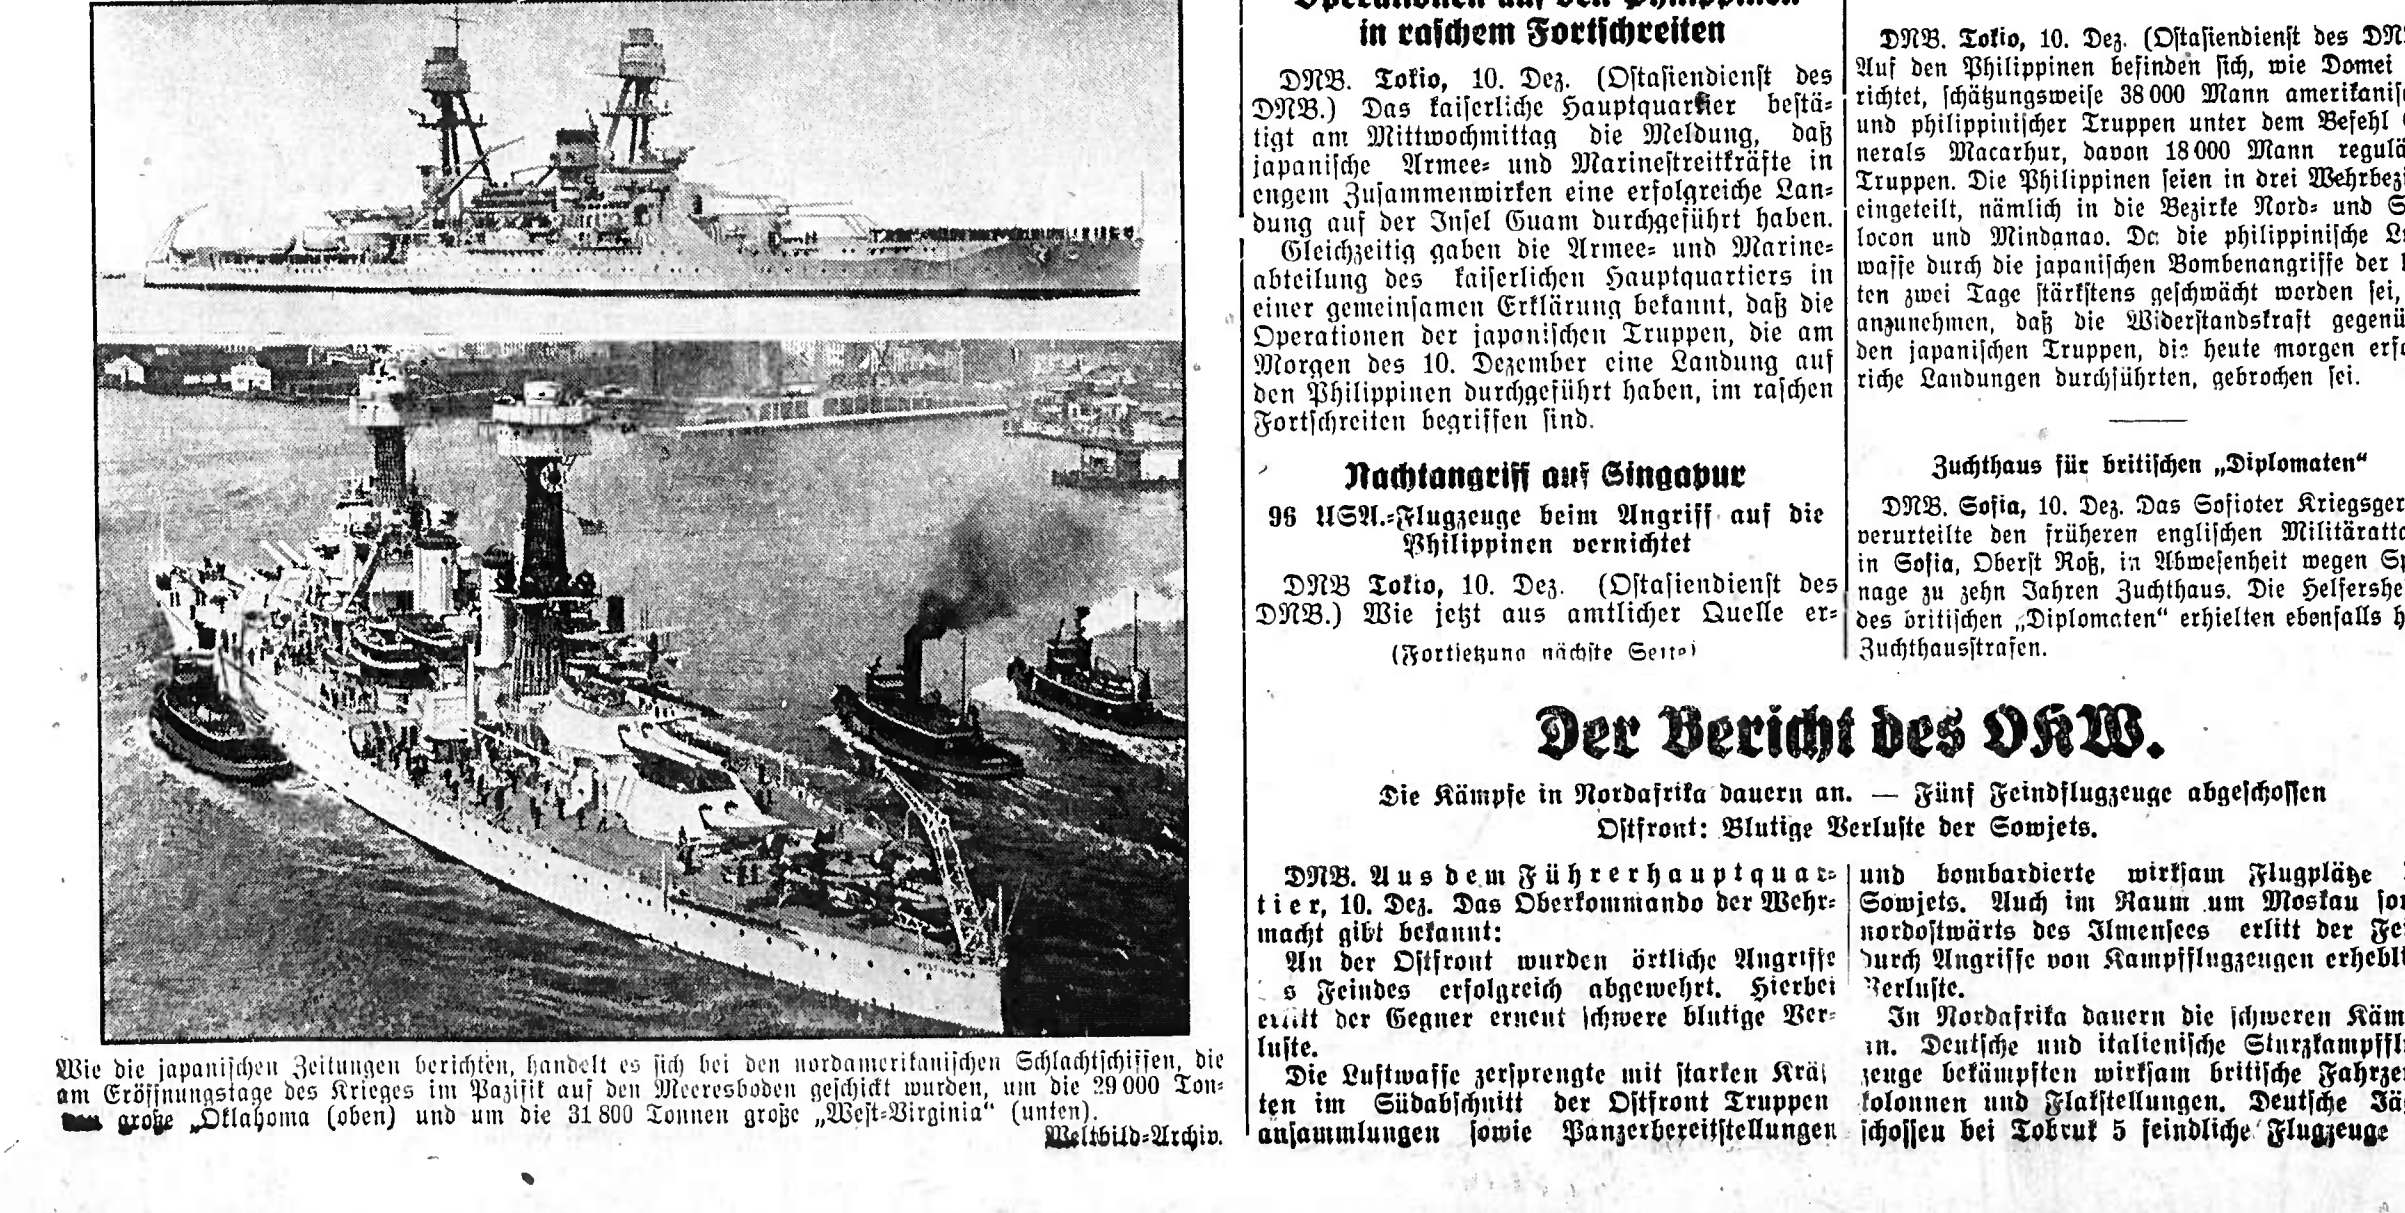 Operationen auf den Philippinen
in raschem Fortschreiten
DNB. Tokio, 10. Dez. (Ostasiendienst des
DNB.) Das kaiserliche Hauptquartier bestä-
tigt am Mittwochmittag die Meldung, daß
japanische Armee- und Marinestreitkräfte in
engem Zusammenwirken eine erfolgreiche Lan-
dung auf der Insel Guam durchgeführt haben.
Gleichzeitig gaben die Armee- und Marine-
abteilung des kaiserlichen Hauptquartiers in
einer gemeinsamen Erklärung bekannt, daß die
Operationen der japanischen Truppen, die am
Morgen des 10. Dezember eine Landung auf
den Philippinen durchgeführt haben, im raschen
Fortschreiten begriffen sind.
Nachtangriff auf Singapur
96 USA.-Flugzeuge beim Angriff auf die
Philippinen vernichtet
DNB Tokio, 10. Dez. (Ostasiendienst des
DNB.) Wie jetzt aus amtlicher Quelle er-
(Fortsetzung nächste Seite)
DNB. Tokio, 10. Dez. (Ostasiendienst des
Auf den Philippinen befinden sich, wie Domei
richtet, schätzungsweise 38 000 Mann
und philippinischer Truppen unter dem Befehl
nerals Macarhur, davon 18 000 Mann
Truppen. Die Philippinen seien in drei
eingeteilt, nämlich in die Bezirke Nord- und
locon und Mindanao. Da die philippinische
waffe durch die japanischen Bombenangriffe der
ten zwei Tage stärkstens geschwächt worden sei,
anzunehmen, daß die Widerstandskraft
den japanischen Truppen, die heute morgen
riche Landungen durchführten, gebrochen sei.
Zuchthaus für britischen „Diplomaten“
DNB. Sofia, 10. Dez. Das Sofioter
verurteilte den früheren englischen
in Sofia, Oberst Roß, in Abwesenheit wegen
nage zu zehn Jahren Zuchthaus. Die
des britischen „Diplomaten“ erhielten ebenfalls
Zuchthausstrafen.
Der Bericht des OKW.
Die Kämpfe in Nordafrika dauern an. — Fünf Feindflugzeuge abgeschossen
Ostfront: Blutige Verluste der Sowjets.
DNB. Aus dem Führerhauptquar-
tier, 10. Dez. Das Oberkommando der Wehr-
macht gibt bekannt:
An der Ostfront wurden örtliche Angriffe
s Feindes erfolgreich abgewehrt. Hierbei
erlitt der Gegner erneut schwere blutige Ver-
luste.
Die Luftwaffe zersprengte mit starken Kräf
ten im Südabschnitt der Ostfront Truppen
ansammlungen sowie Panzerbereitstellungen
und bombardierte wirksam Flugplätze
Sowjets. Auch im Raum um Moskau
nordostwärts des Ilmensees erlitt der
durch Angriffe von Kampfflugzeugen
Verluste.
In Nordafrika dauern die schweren
an. Deutsche und italienische
zeuge bekämpften wirksam britische
kolonnen und Flakstellungen. Deutsche
schossen bei Tobruk 5 feindliche Flugzeuge
Wie die japanischen Zeitungen berichten, handelt es sich bei den nordamerikanischen Schlachtschiffen, die
am Eröffnungstage des Krieges im Pazifik auf den Meeresboden geschickt wurden, um die 29 000 Ton-
nen große „Oklahoma (oben) und um die 31 800 Tonnen große „West-Virginia“ (unten).
Weltbild-Archiv.